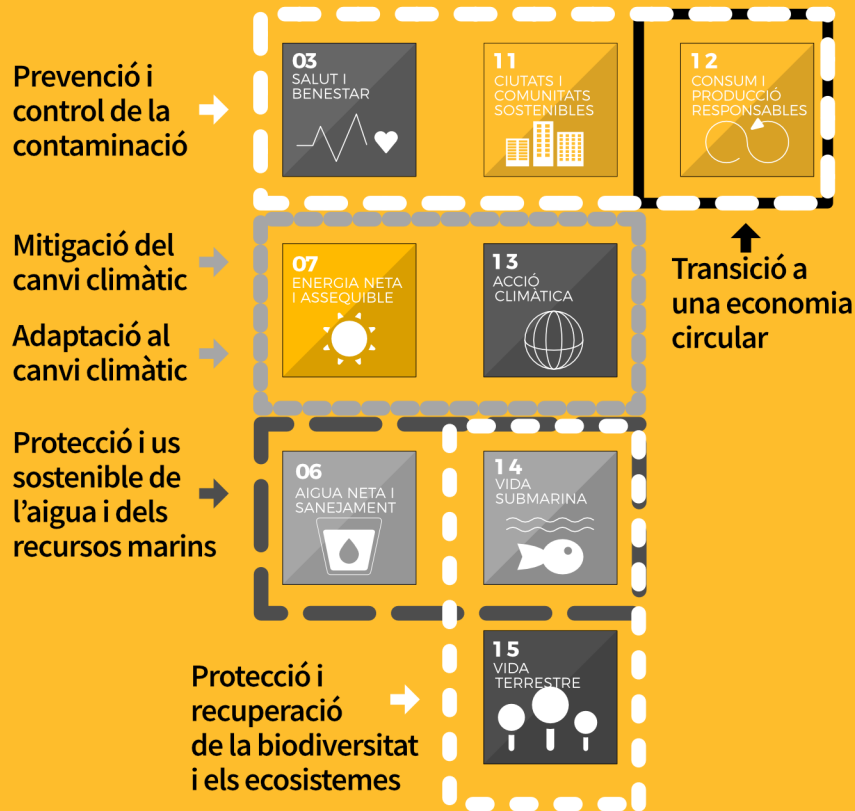 Prevenció i
control de la
contaminació
03
SALUT I
BENESTAR
11
CIUTATS I
COMUNITATS
SOSTENIBLES
12
CONSUM I
PRODUCCIÓ
RESPONSABLES
Mitigació del
canvi climàtic
Adaptació al
canvi climàtic
07
ENERGIA NETA
I ASSEQUIBLE
13
ACCIÓ
CLIMÀTICA
Transició a
una economia
circular
Protecció i us
sostenible de
l'aigua i dels
recursos marins
06
AIGUA NETA I
SANEJAMENT
14
VIDA
SUBMARINA
Protecció i
recuperació
de la biodiversitat
i els ecosistemes
15
VIDA
TERRESTRE